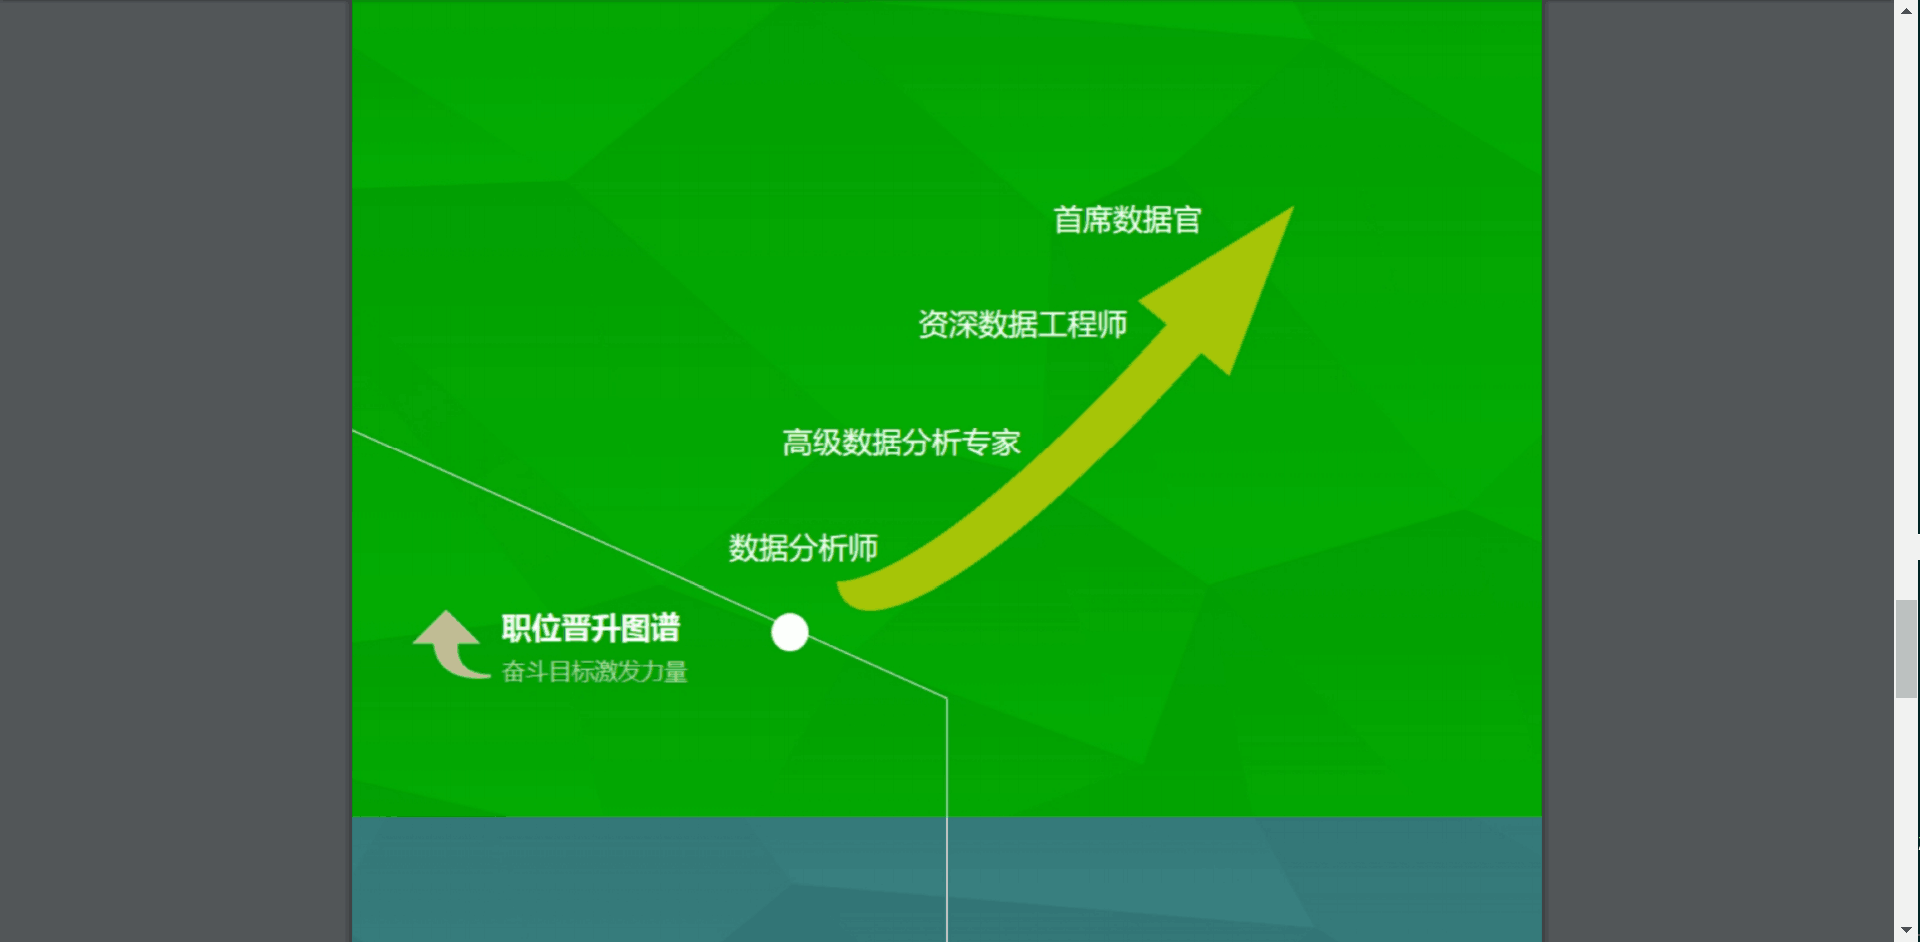 首席数据官
资深数据工程师
高级数据分析专家
数据分析师
职位晋升图谱
奋斗目标激发力量